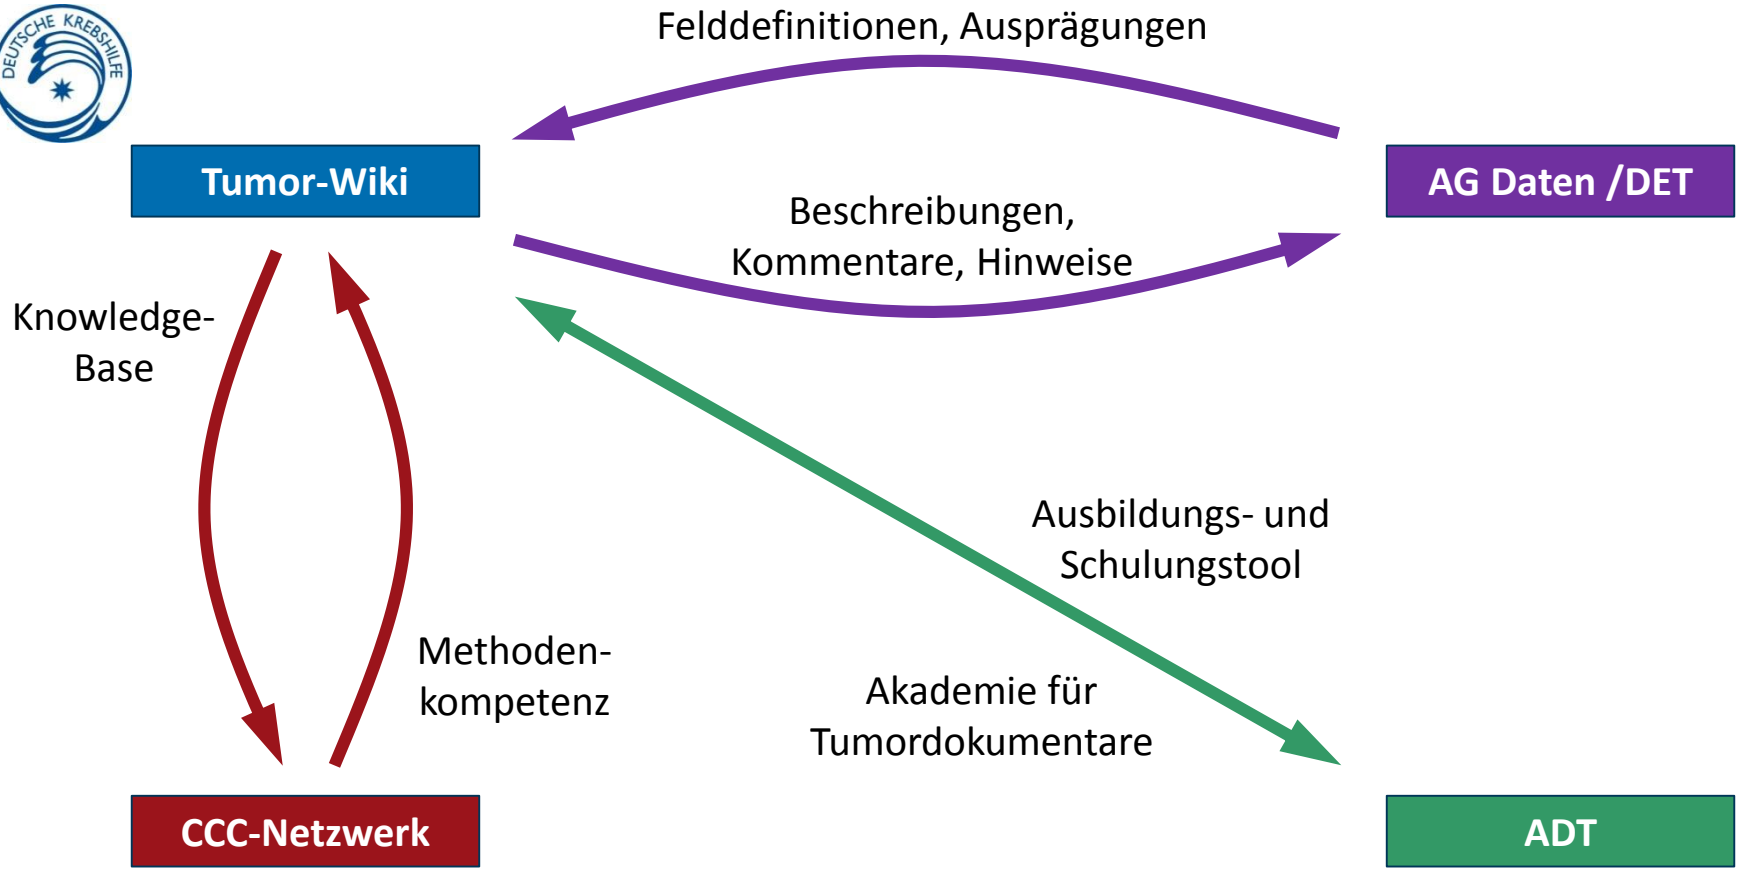 DEUTSCHE KREBSHILFE
Felddefinitionen, Ausprägungen
Tumor-Wiki
AG Daten /DET
Beschreibungen,
Kommentare, Hinweise
Knowledge-
Base
Ausbildungs- und
Schulungstool
Methoden-
kompetenz
Akademie für
Tumordokumentare
CCC-Netzwerk
ADT